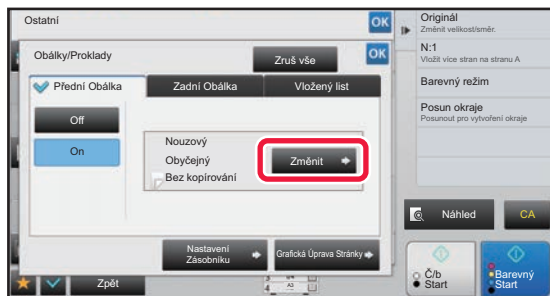 Ostatní
OK
Obálky/Proklady
Zruš vše
OK
Přední Obálka
Zadní Obálka
Vložený list
Off
On
Nouzový
Obyčejný
Bez kopírování
Změnit
Nastavení
Zásobníku
Grafická Úprava Stránky
Zpět
Originál
Změnit velikost/směr.
N:1
Vložit více stran na stranu A
Barevný režim
Posun okraje
Posunout pro vytvoření okraje
Náhled
CA
Č/b
Start
Barevný
Start